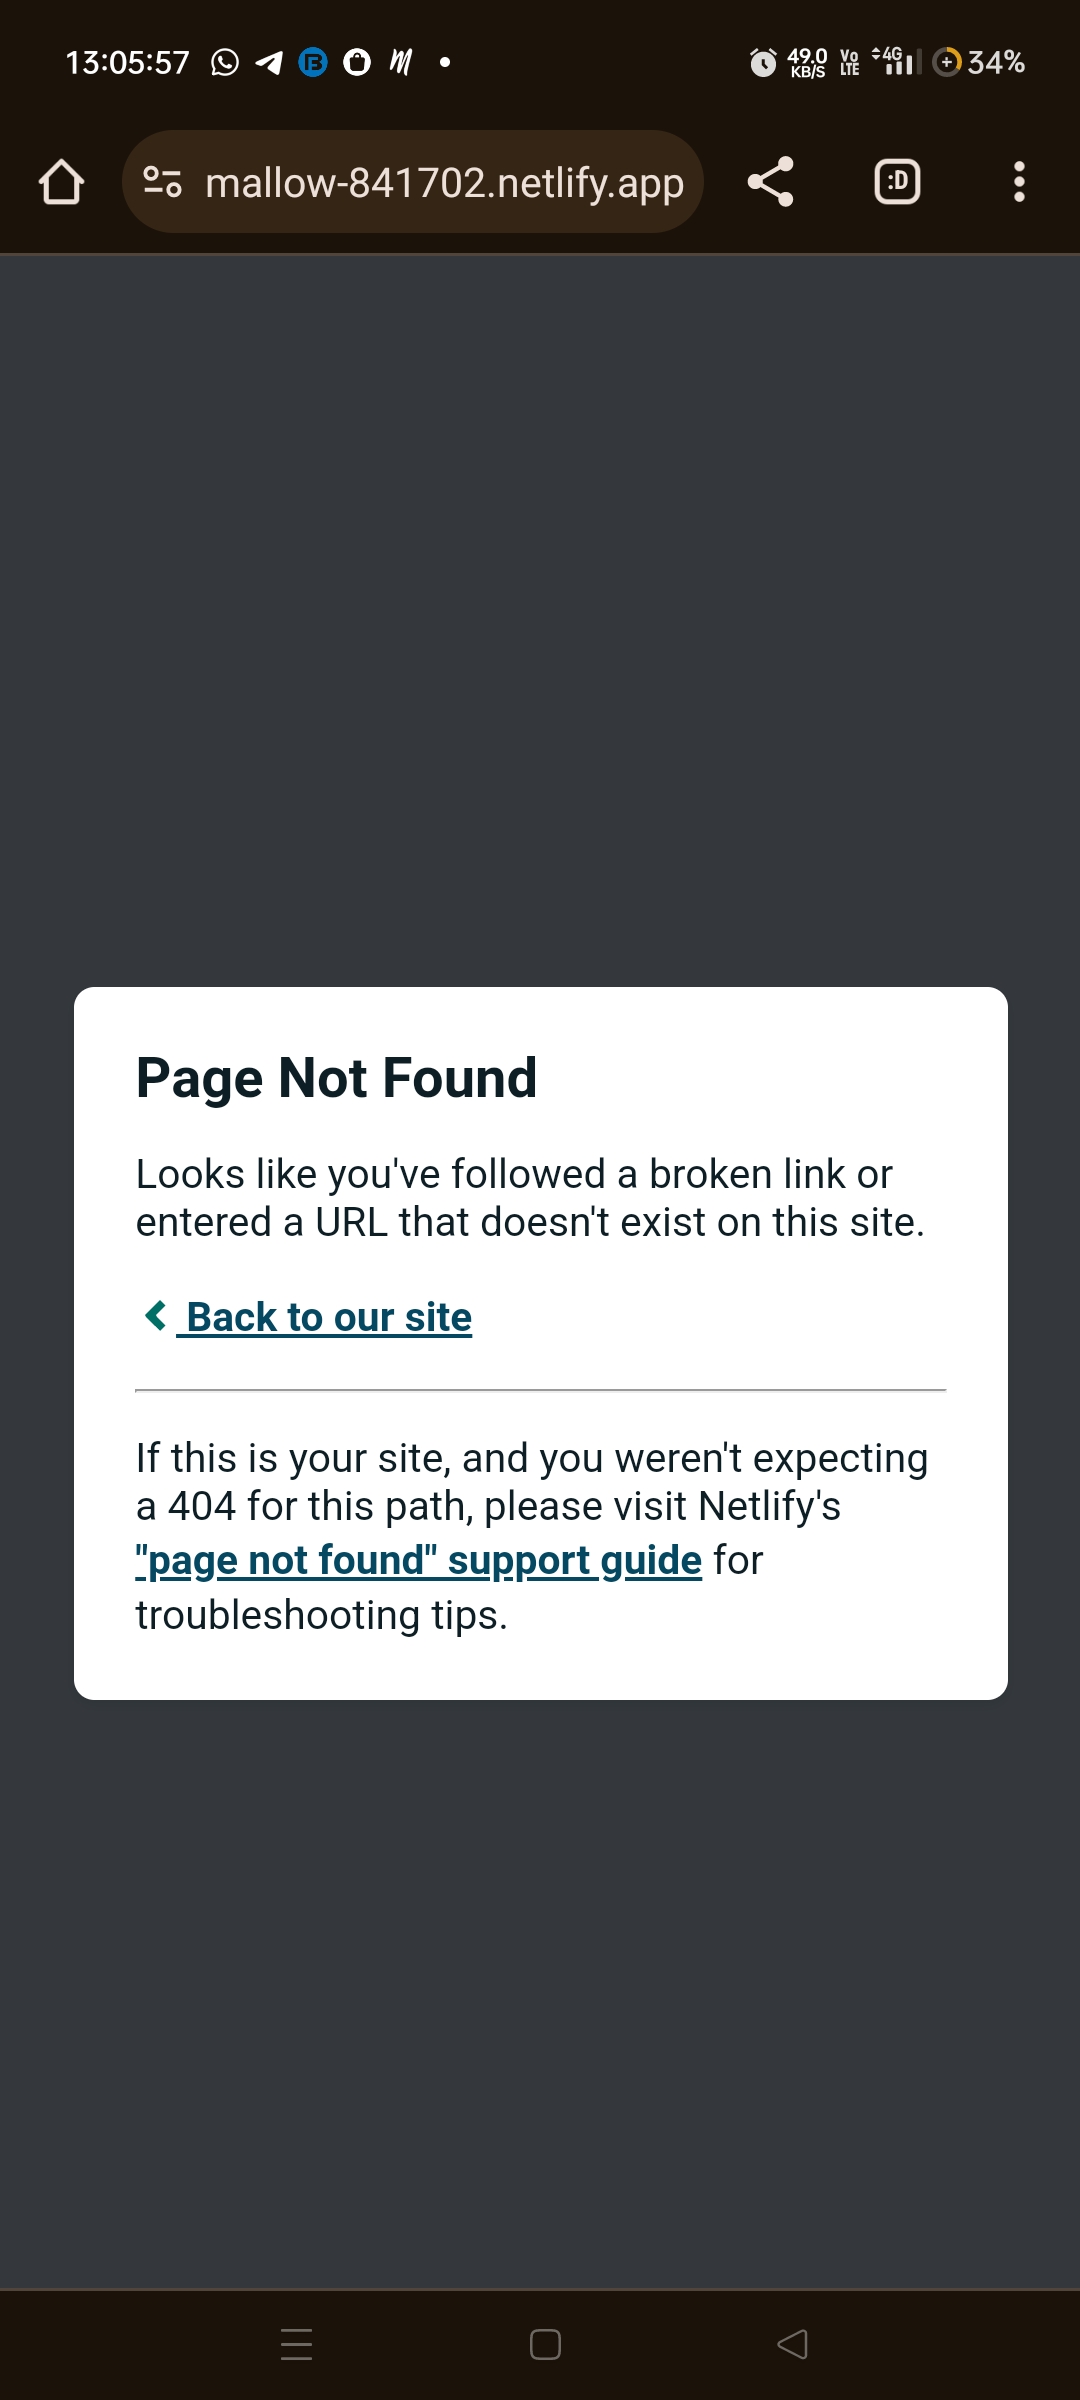 13:05:57 49.0 KB/S Vo LTE 4G 34%
mallow-841702.netlify.app :D
Page Not Found
Looks like you've followed a broken link or
entered a URL that doesn't exist on this site.
Back to our site
If this is your site, and you weren't expecting
a 404 for this path, please visit Netlify's
"page not found" support guide for
troubleshooting tips.